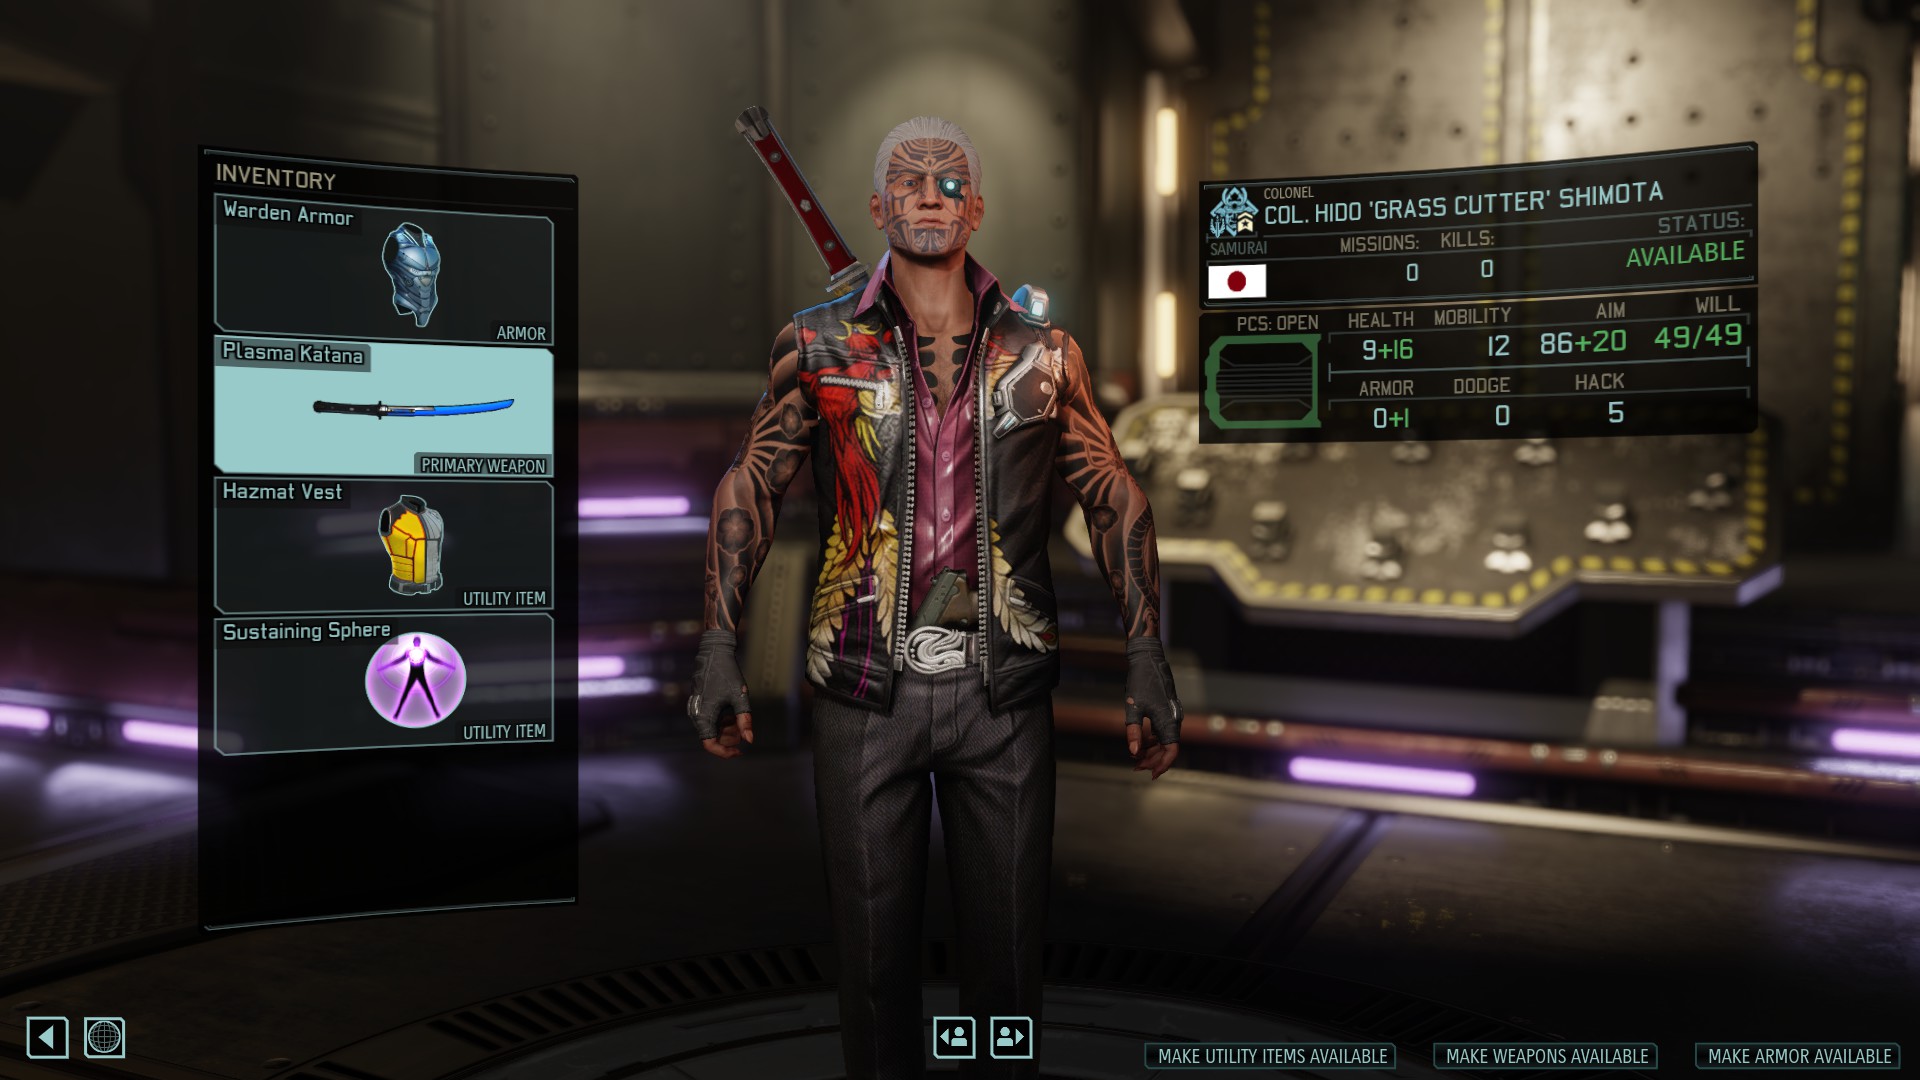 INVENTORY
Warden Armor
ARMOR
Plasma Katana
PRIMARY WEAPON
Hazmat Vest
UTILITY ITEM
Sustaining Sphere
UTILITY ITEM
COLONEL
COL. HIDO 'GRASS CUTTER' SHIMOTA
SAMURAI
MISSIONS: KILLS: STATUS:
0 0 AVAILABLE
PCS: OPEN
HEALTH MOBILITY AIM WILL
9+16 12 86+20 49/49
ARMOR DODGE HACK
0+1 0 5
MAKE UTILITY ITEMS AVAILABLE
MAKE WEAPONS AVAILABLE
MAKE ARMOR AVAILABLE